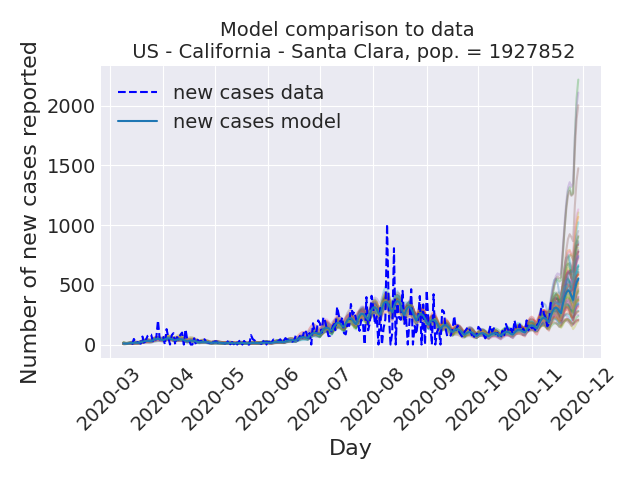 Model comparison to data
US - California - Santa Clara, pop. = 1927852
Number of new cases reported
new cases data
new cases model
2000
1500
1000
500
0
2020-03
2020-04
2020-05
2020-06
2020-07
2020-08
2020-09
2020-10
2020-11
2020-12
Day